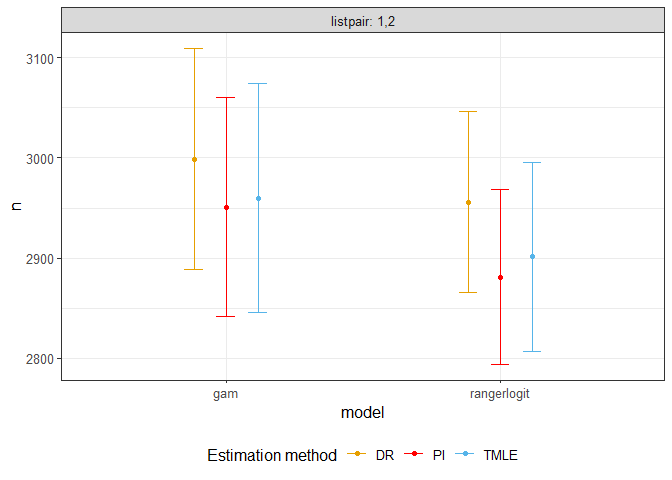 listpair: 1,2
3100
3000
2900
2800
n
gam rangerlogit
model
Estimation method DR PI TMLE